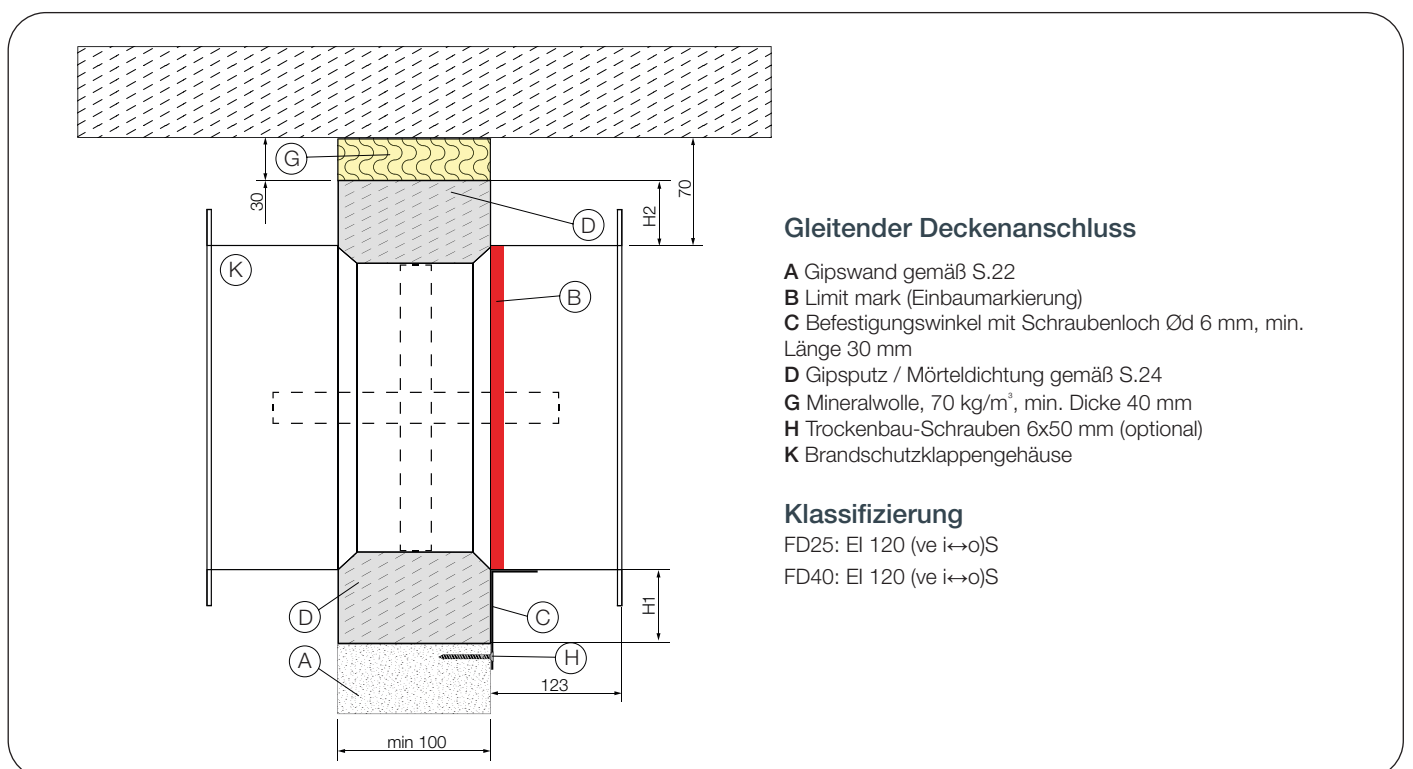 G
30
H2
70
D
K
B
D
C
H1
A
H
123
min 100
Gleitender Deckenanschluss
A Gipswand gemäß S.22
B Limit mark (Einbaumarkierung)
C Befestigungswinkel mit Schraubenloch Ød 6 mm, min.
Länge 30 mm
D Gipsputz / Mörteldichtung gemäß S.24
G Mineralwolle, 70 kg/m³, min. Dicke 40 mm
H Trockenbau-Schrauben 6x50 mm (optional)
K Brandschutzklappengehäuse
Klassifizierung
FD25: EI 120 (ve i↔o)S
FD40: EI 120 (ve i↔o)S